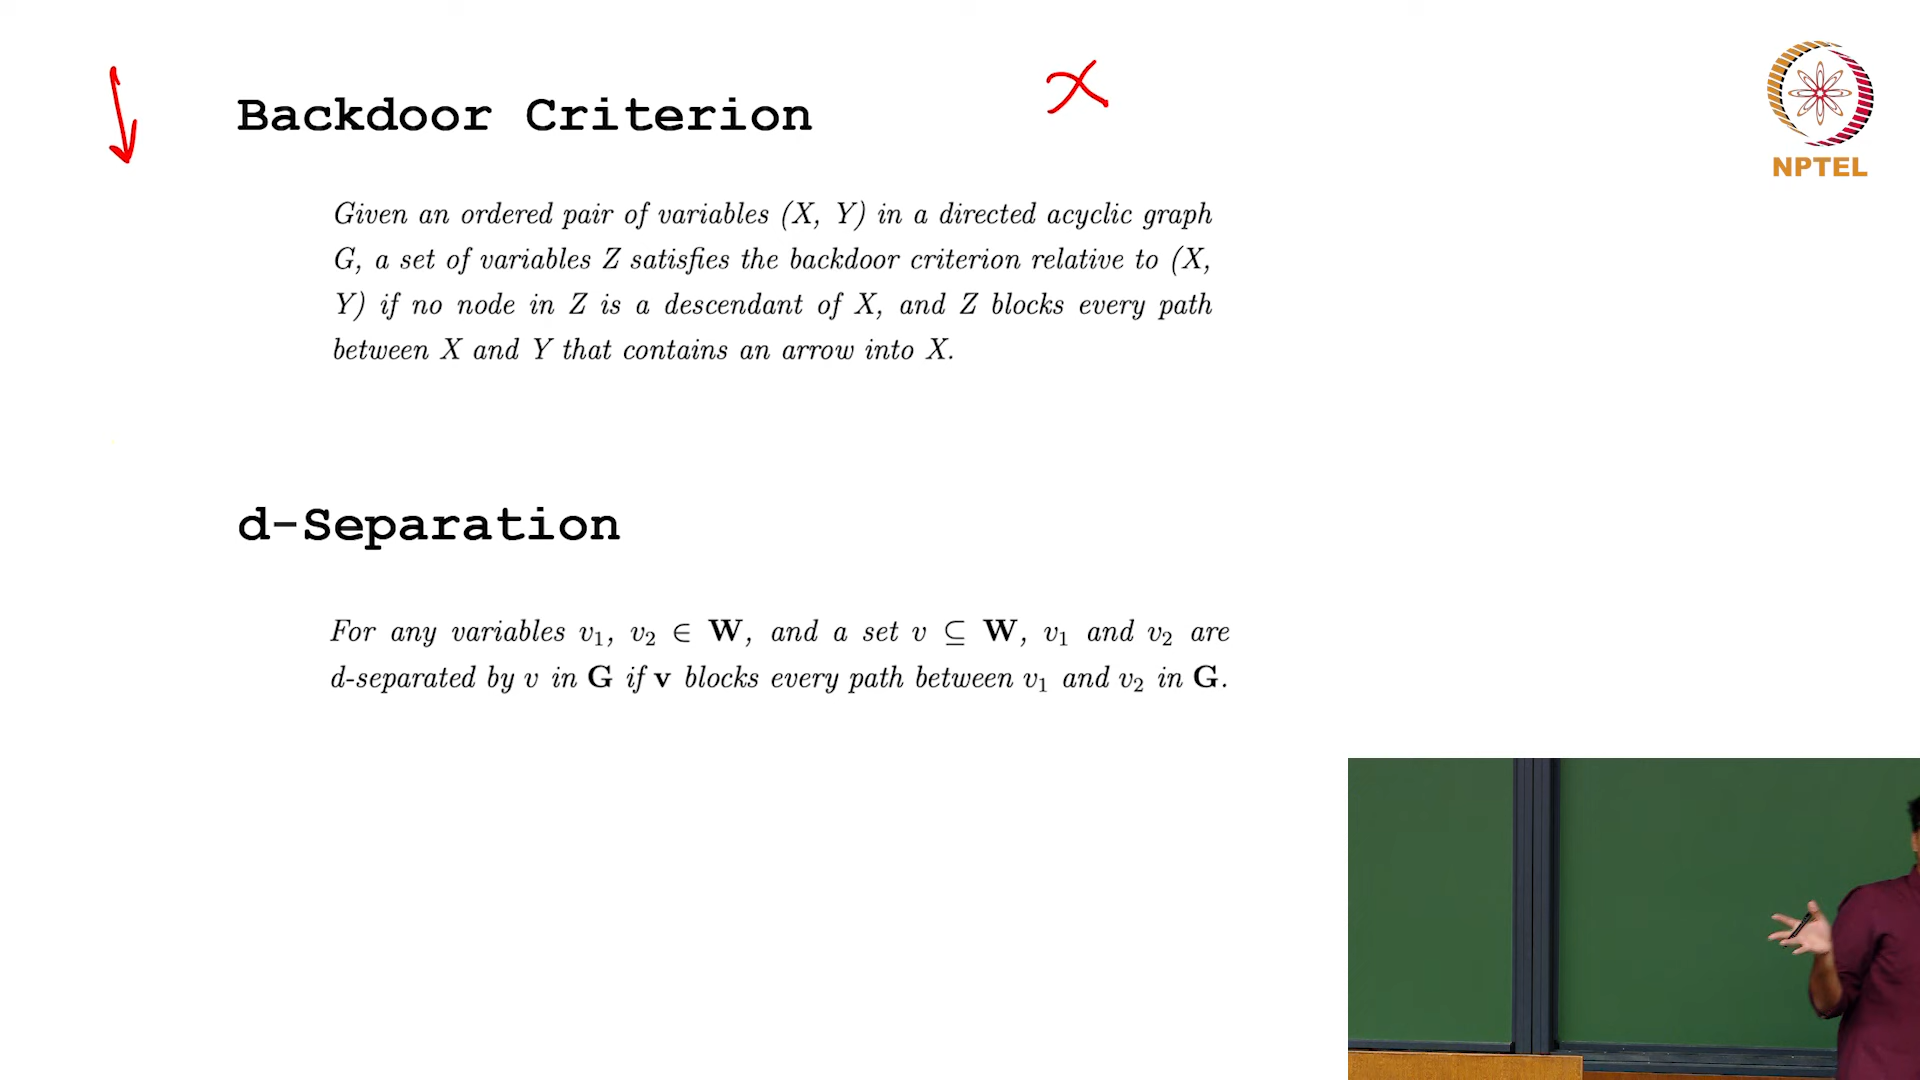 Backdoor Criterion
x
NPTEL
Given an ordered pair of variables (X, Y) in a directed acyclic graph
G, a set of variables Z satisfies the backdoor criterion relative to (X,
Y) if no node in Z is a descendant of X, and Z blocks every path
between X and Y that contains an arrow into X.
d-Separation
For any variables v₁, v₂ ∈ W, and a set v ⊆ W, v₁ and v₂ are
d-separated by v in G if v blocks every path between v₁ and v₂ in G.